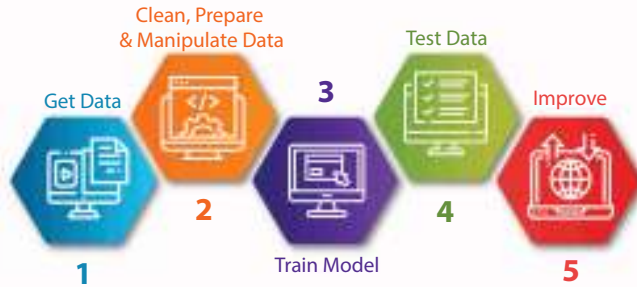 Get Data
1
Clean, Prepare
& Manipulate Data
2
3
Train Model
Test Data
4
Improve
5